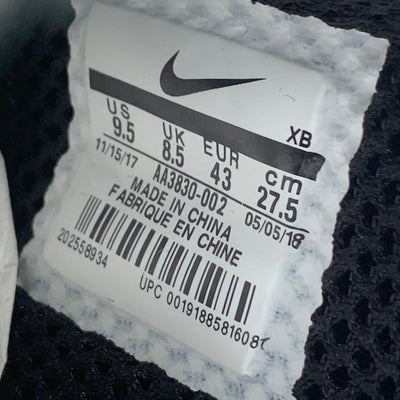 XB
US UK EUR cm
9.5 8.5 43 27.5
11/15/17 AA3830-002 05/05/18
MADE IN CHINA
FABRIQUE EN CHINE
202558934
UPC 00191885816087